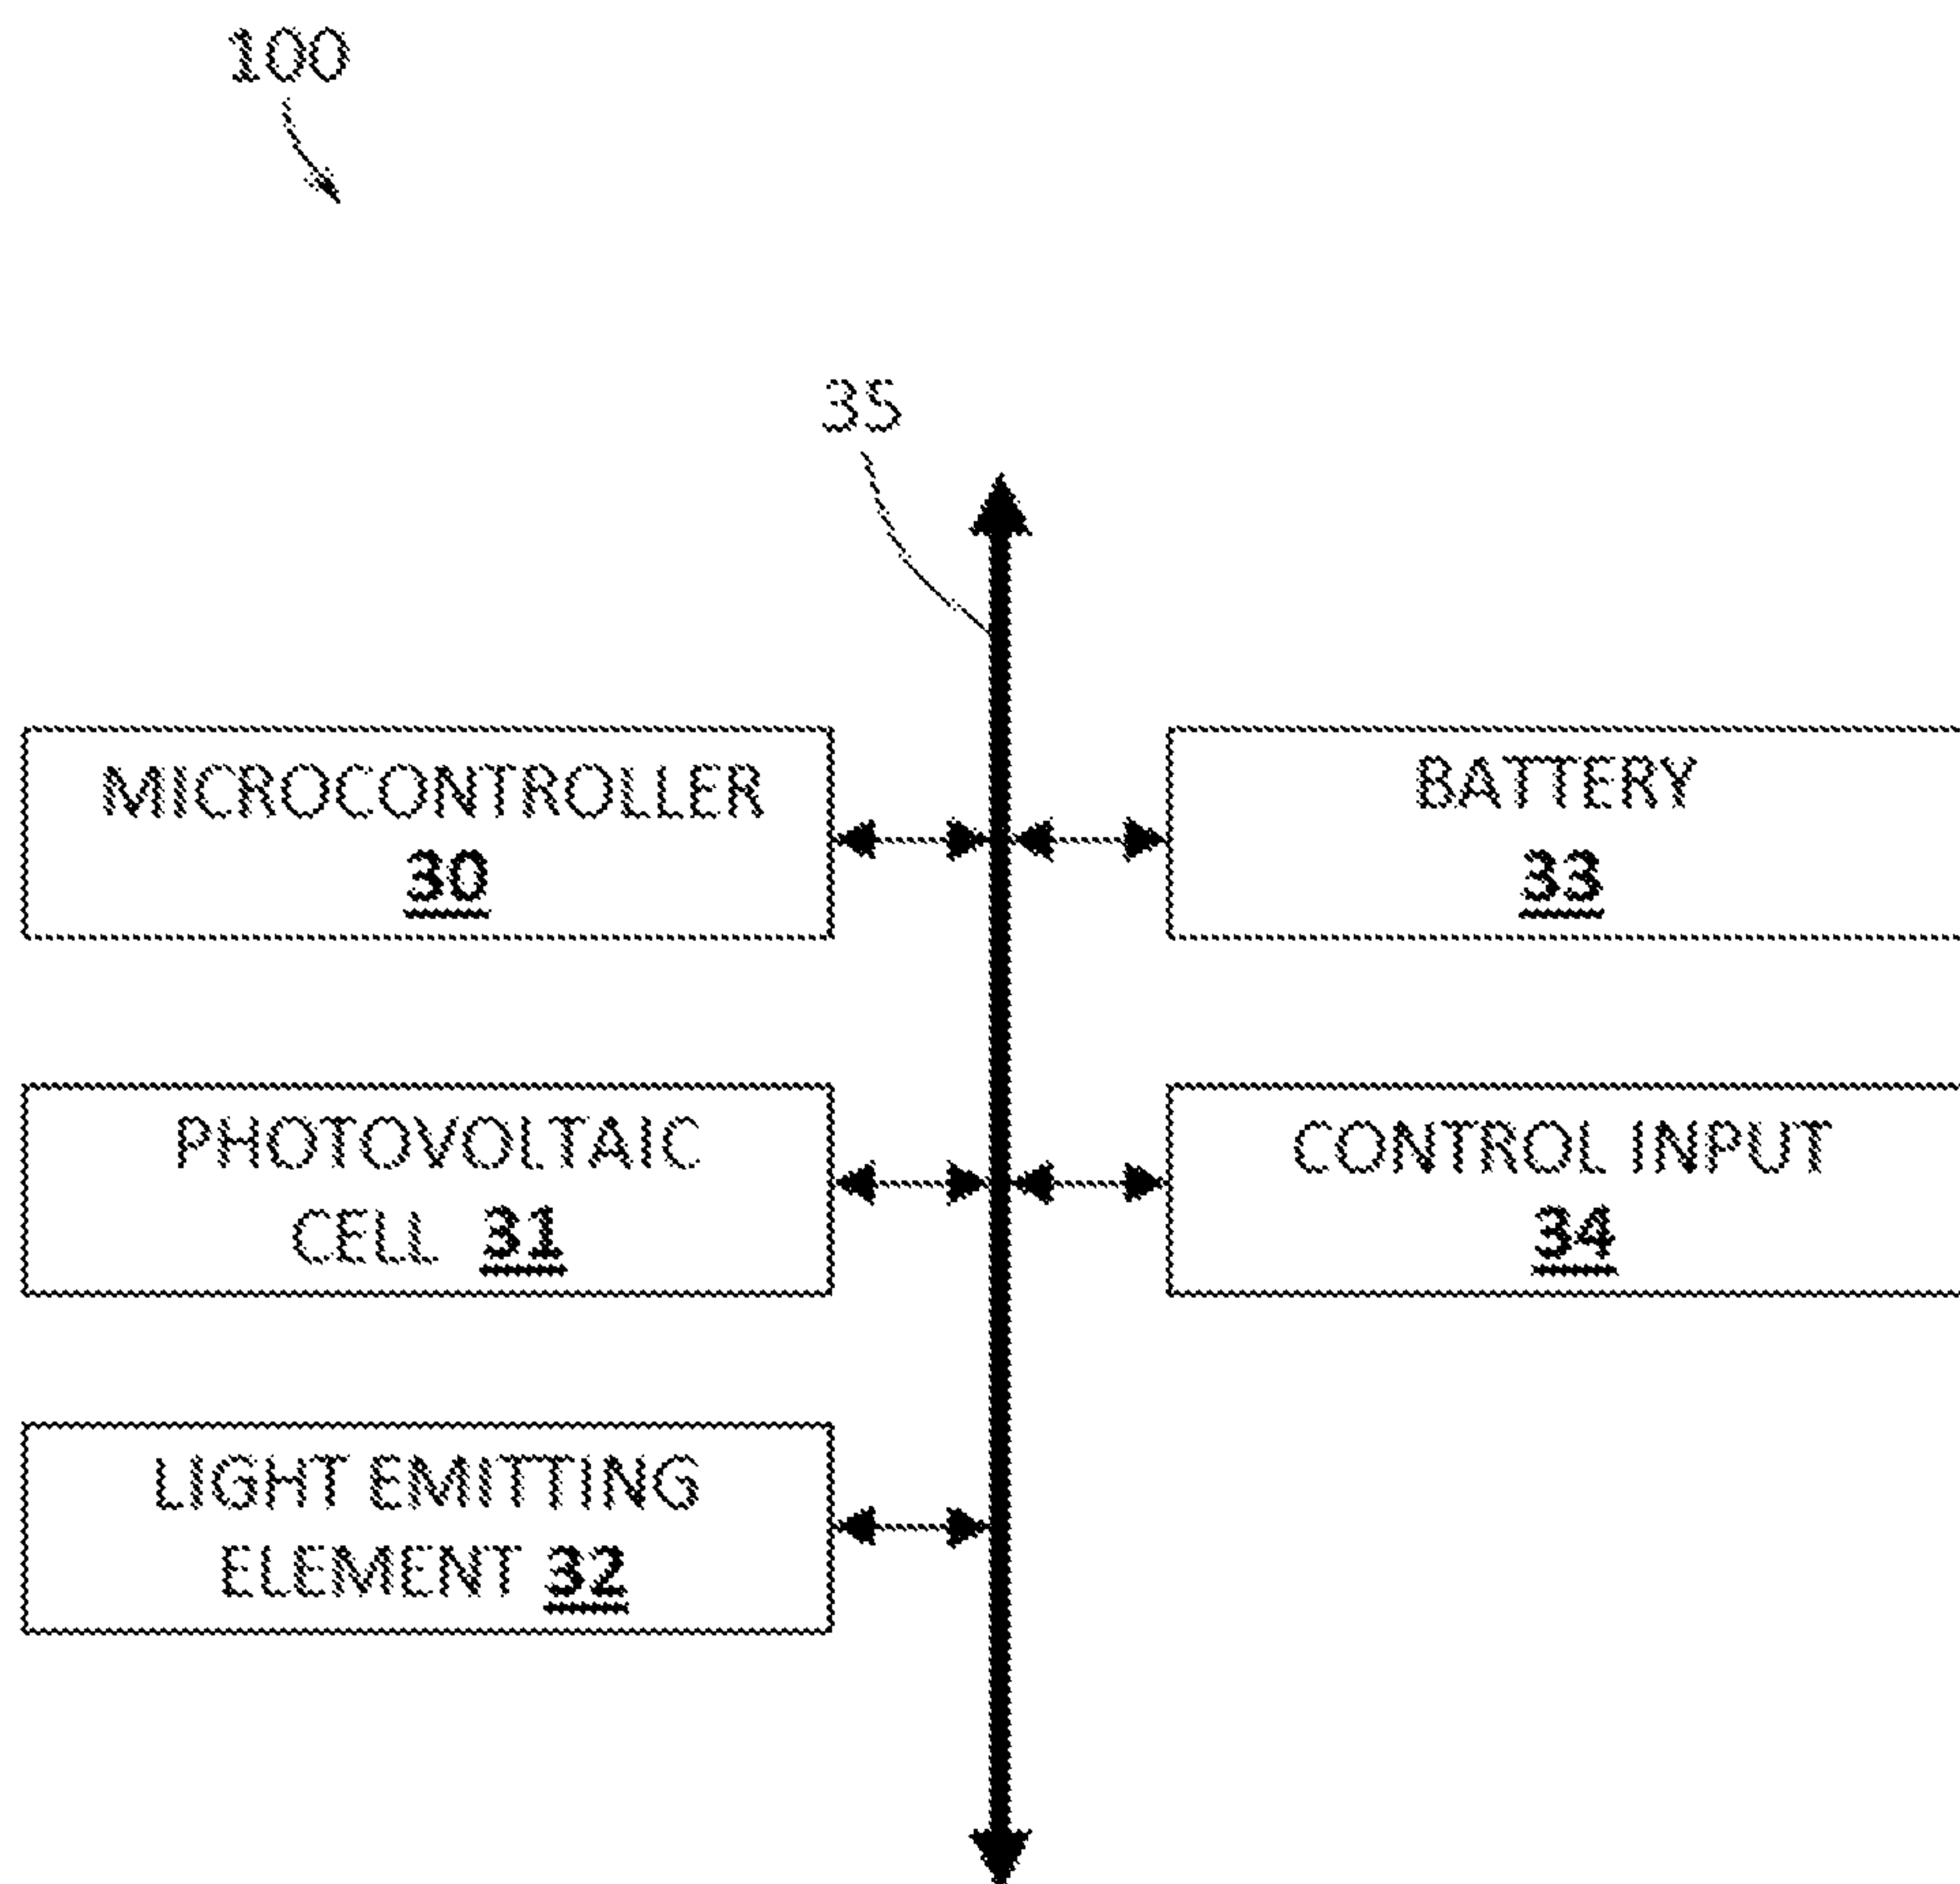 100
35
MICROCONTROLLER
30
BATTERY
33
PHOTOVOLTAIC
CELL 31
CONTROL INPUT
34
LIGHT EMITTING
ELEMENT 32